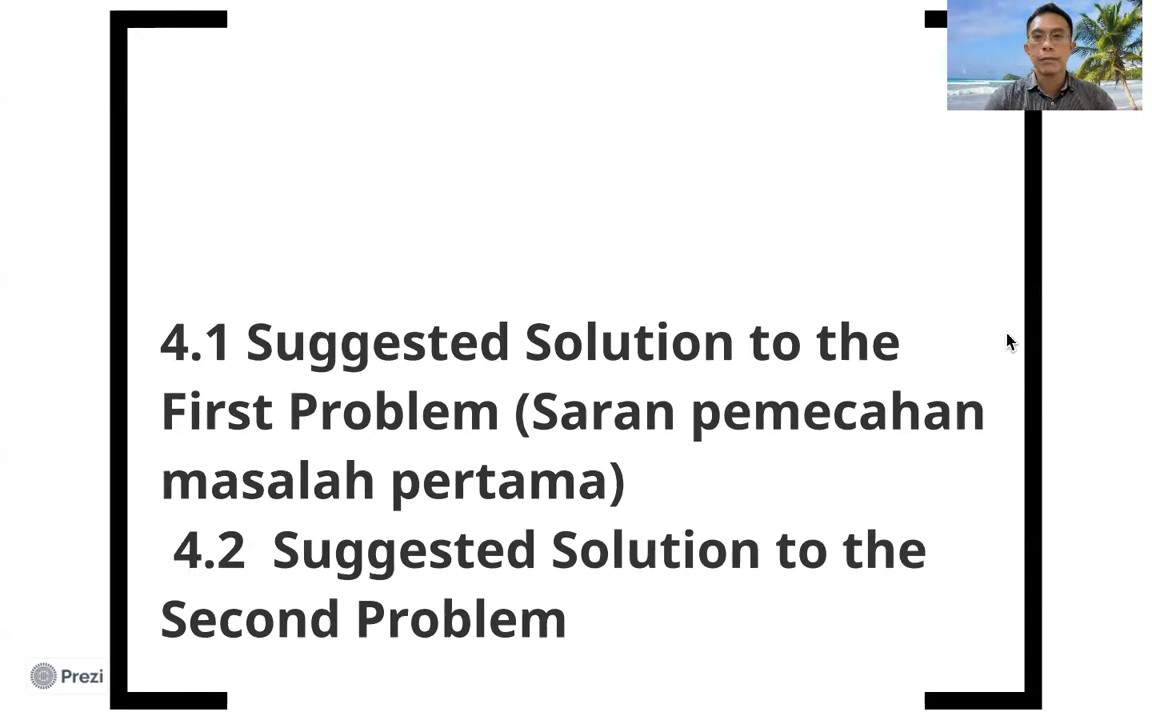 4.1 Suggested Solution to the
First Problem (Saran pemecahan
masalah pertama)
4.2 Suggested Solution to the
Second Problem
Prezi